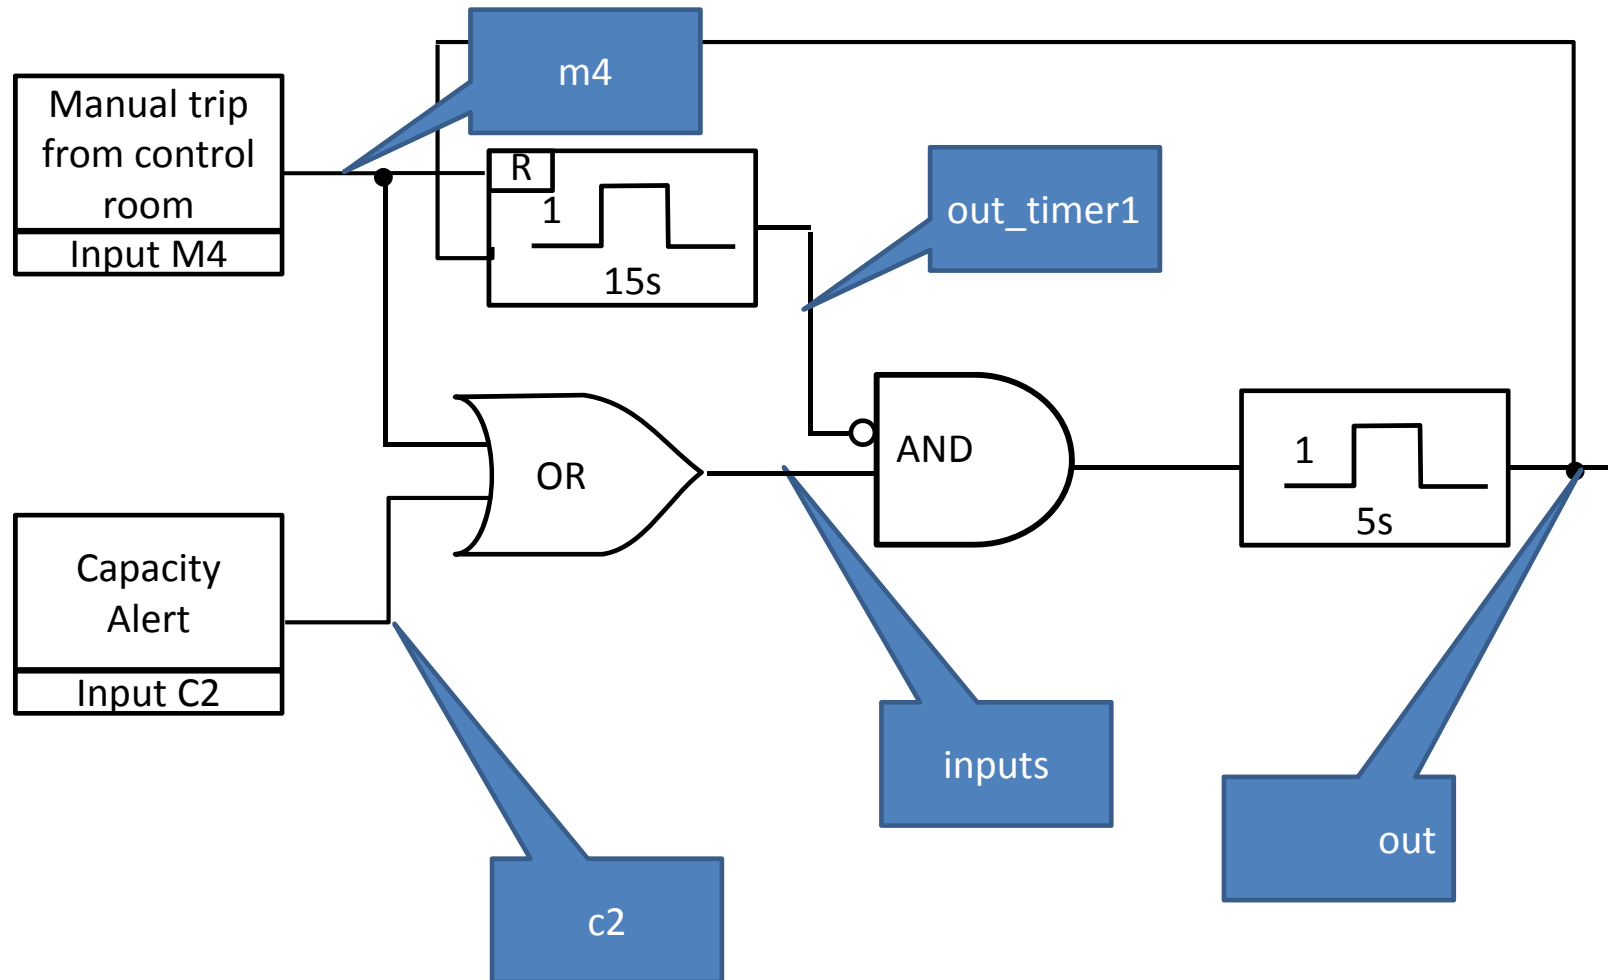 m4
Manual trip
from control
room
Input M4
R
1
15s
out_timer1
OR
AND
1
5s
Capacity
Alert
Input C2
inputs
out
c2